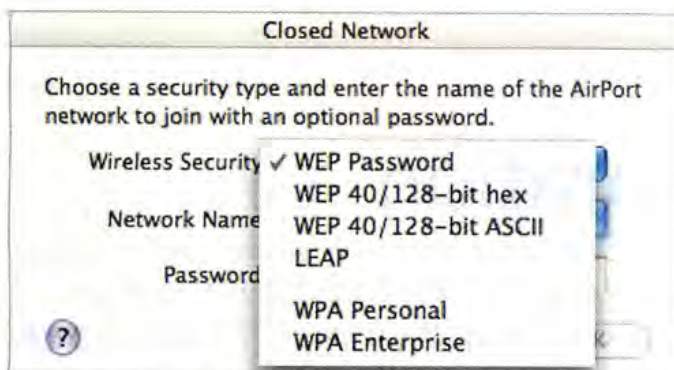 Closed Network
Choose a security type and enter the name of the AirPort
network to join with an optional password.
Wireless Security ✓ WEP Password
WEP 40/128-bit hex
Network Name
WEP 40/128-bit ASCII
LEAP
Password
WPA Personal
?
WPA Enterprise